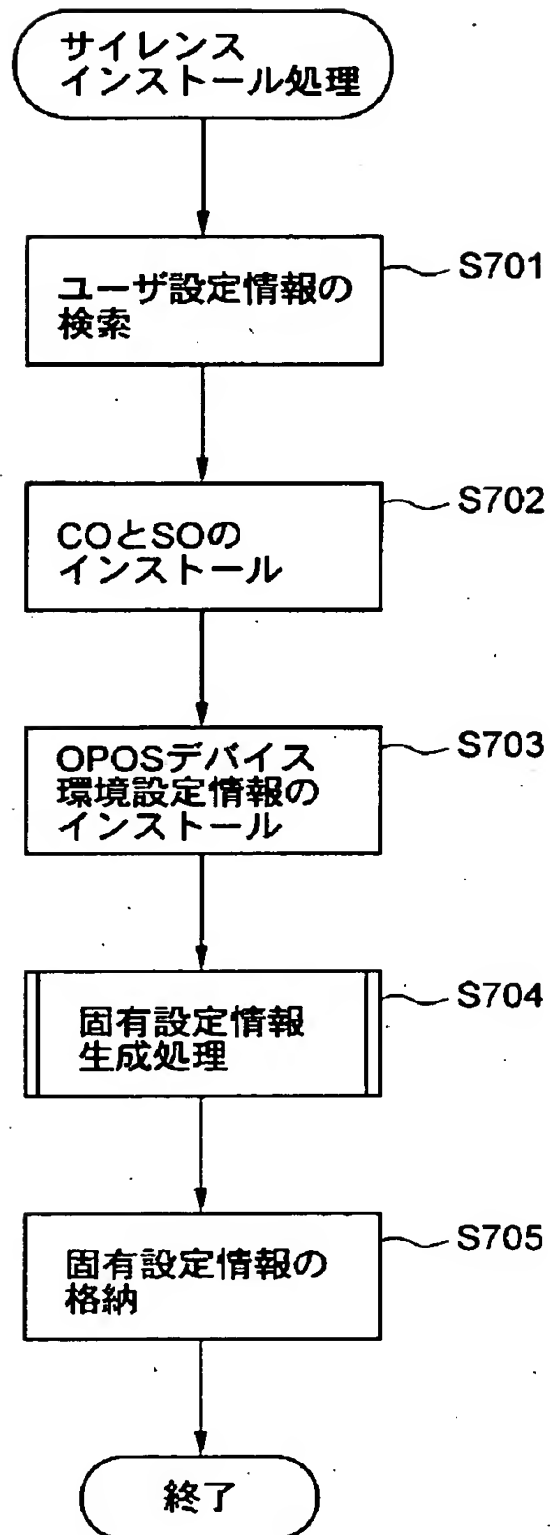 サイレンス
インストール処理
ユーザ設定情報の
検索
S701
COとSOの
インストール
S702
OPOSデバイス
環境設定情報の
インストール
S703
固有設定情報
生成処理
S704
固有設定情報の
格納
S705
終了